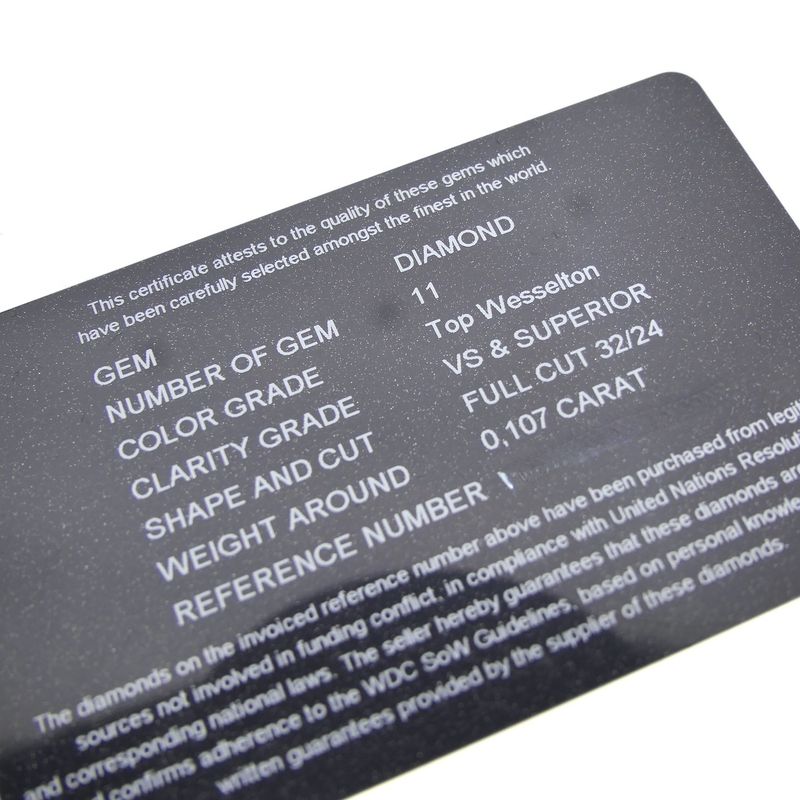 This certificate attests to the quality of these gems which
have been carefully selected amongst the finest in the world.
GEM DIAMOND
NUMBER OF GEM 11
COLOR GRADE Top Wesselton
CLARITY GRADE VS & SUPERIOR
SHAPE AND CUT FULL CUT 32/24
WEIGHT AROUND 0,107 CARAT
REFERENCE NUMBER
The diamonds on the invoiced reference number above have been purchased from
sources not involved in funding conflict, in compliance with United Nations
and corresponding national laws. The seller hereby guarantees that these diamonds are
confirms adherence to the WDC SoW Guidelines, based on personal
written guarantees provided by the supplier of these diamonds.